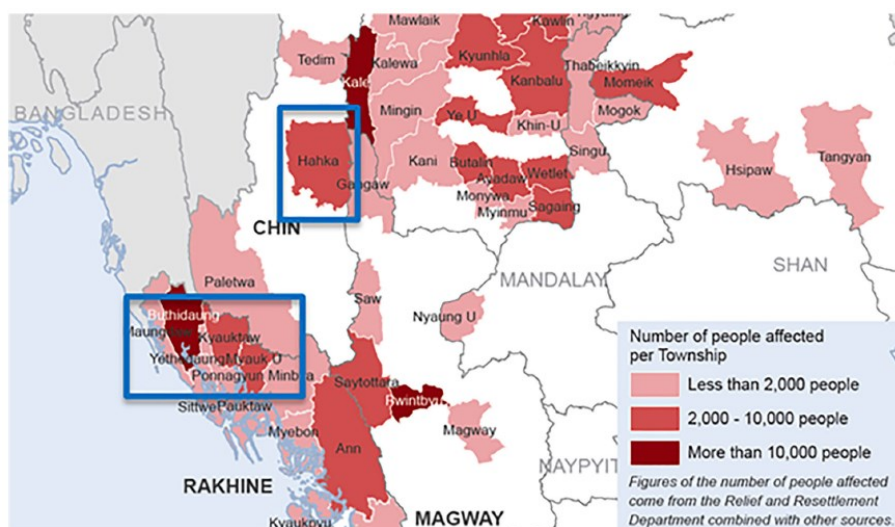 Mawlaik
Kawlin
Tedim
Kalewa
Kyunhla
Thabeikkyin
Kale
Kanbalu
Momeik
BANGLADESH
Mingin
Ye U
Mogok
Khin-U
Hahka
Kani
Butalin
Singu
Tangyan
Gangaw
Ayadaw
Wetlet
Hsipaw
Monywa
Myinmu
Sagaing
CHIN
SHAN
MANDALAY
Paletwa
Saw
Nyaung U
Buthidaung
Kyauktaw
Yethedaung
Myauk U
Ponnagyun
Minbya
Saytottara
Sittwe
Pauktaw
Magway
Myebon
Ann
RAKHINE
NAYPYIT
MAGWAY
Number of people affected
per Township
Less than 2,000 people
2,000 - 10,000 people
More than 10,000 people
Figures of the number of people affected
come from the Relief and Resettlement
Department combined with other sources